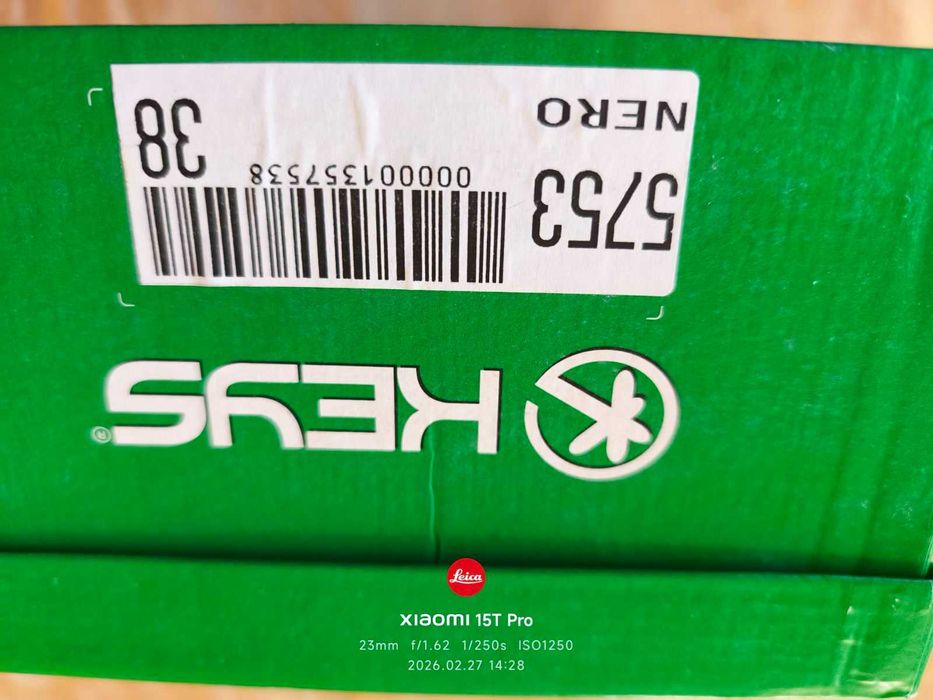 KEYS®
5753
000001357538
38
NERO
Leica
XIAOMI 15T Pro
23mm f/1.62 1/250s ISO1250
2026.02.27 14:28